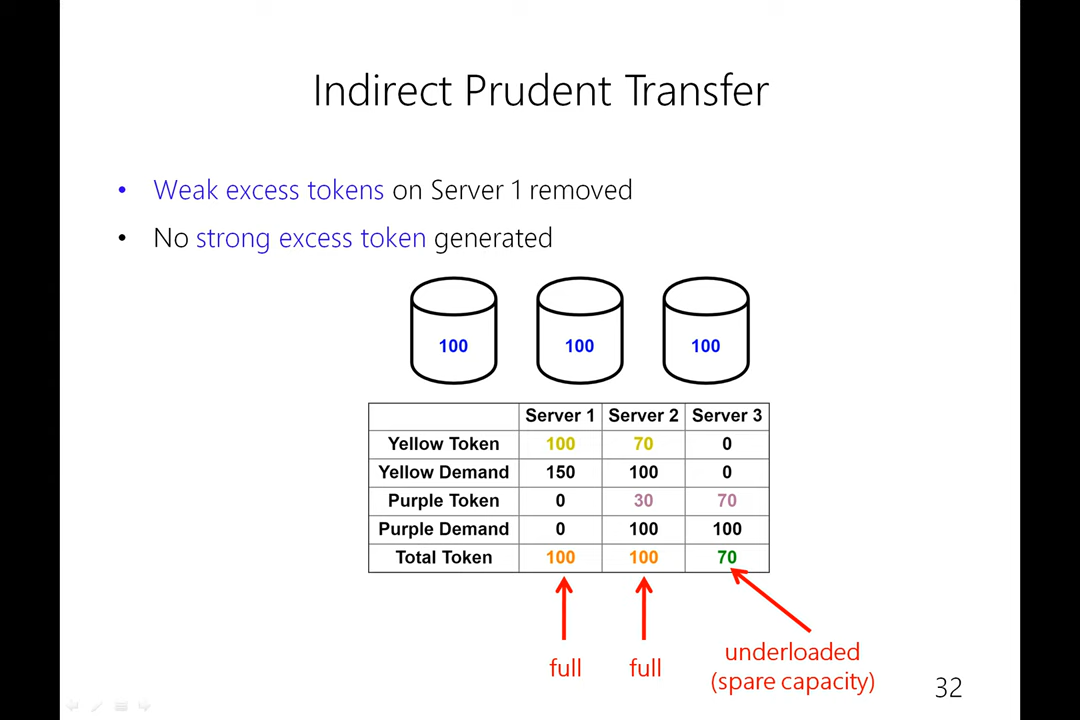 Indirect Prudent Transfer
• Weak excess tokens on Server 1 removed
• No strong excess token generated
100 100 100
Server 1 Server 2 Server 3
Yellow Token 100 70 0
Yellow Demand 150 100 0
Purple Token 0 30 70
Purple Demand 0 100 100
Total Token 100 100 70
full full underloaded
(spare capacity)
32